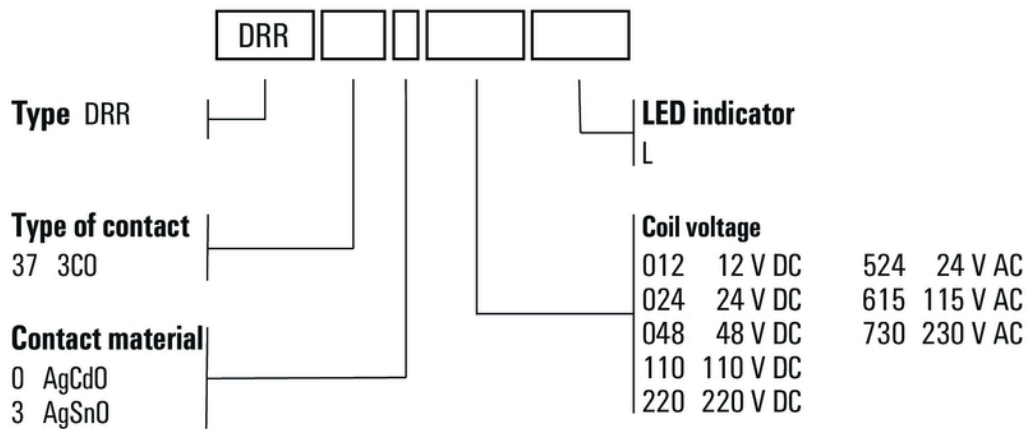 DRR
Type DRR
LED indicator
L
Type of contact
37 3CO
Contact material
0 AgCdO
3 AgSnO
Coil voltage
012 12 V DC 524 24 V AC
024 24 V DC 615 115 V AC
048 48 V DC 730 230 V AC
110 110 V DC
220 220 V DC